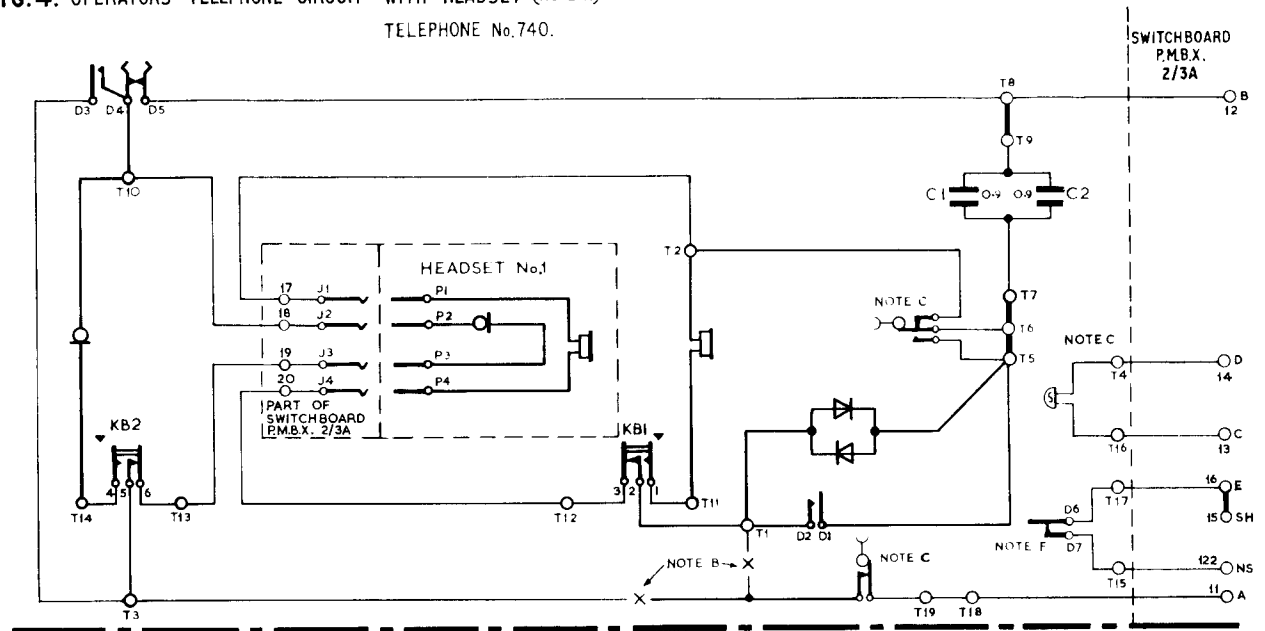 FIG. 4. OPERATORS TELEPHONE CIRCUIT WITH HEADSET
TELEPHONE No. 740.
SWITCHBOARD
P.M.B.X.
2/3A
D3 D4 D5
T8
B
12
T9
T10
C1 0·9 0·9 C2
T2
HEADSET No.1
T7
17 J1 P1
NOTE C
18 J2 P2
T6
NOTE C
19 J3 P3
T5
T4
D
14
20 J4 P4
PART OF
SWITCHBOARD
P.M.B.X. 2/3A
KB2
KB1
T16
C
13
4 5 6
3 2 1
T14
T13
T12
T11
T17
16 E
D6
15 SH
T1
D2 D1
NOTE F
D7
NOTE B
NOTE C
122 NS
T15
11 A
T3
T19
T18